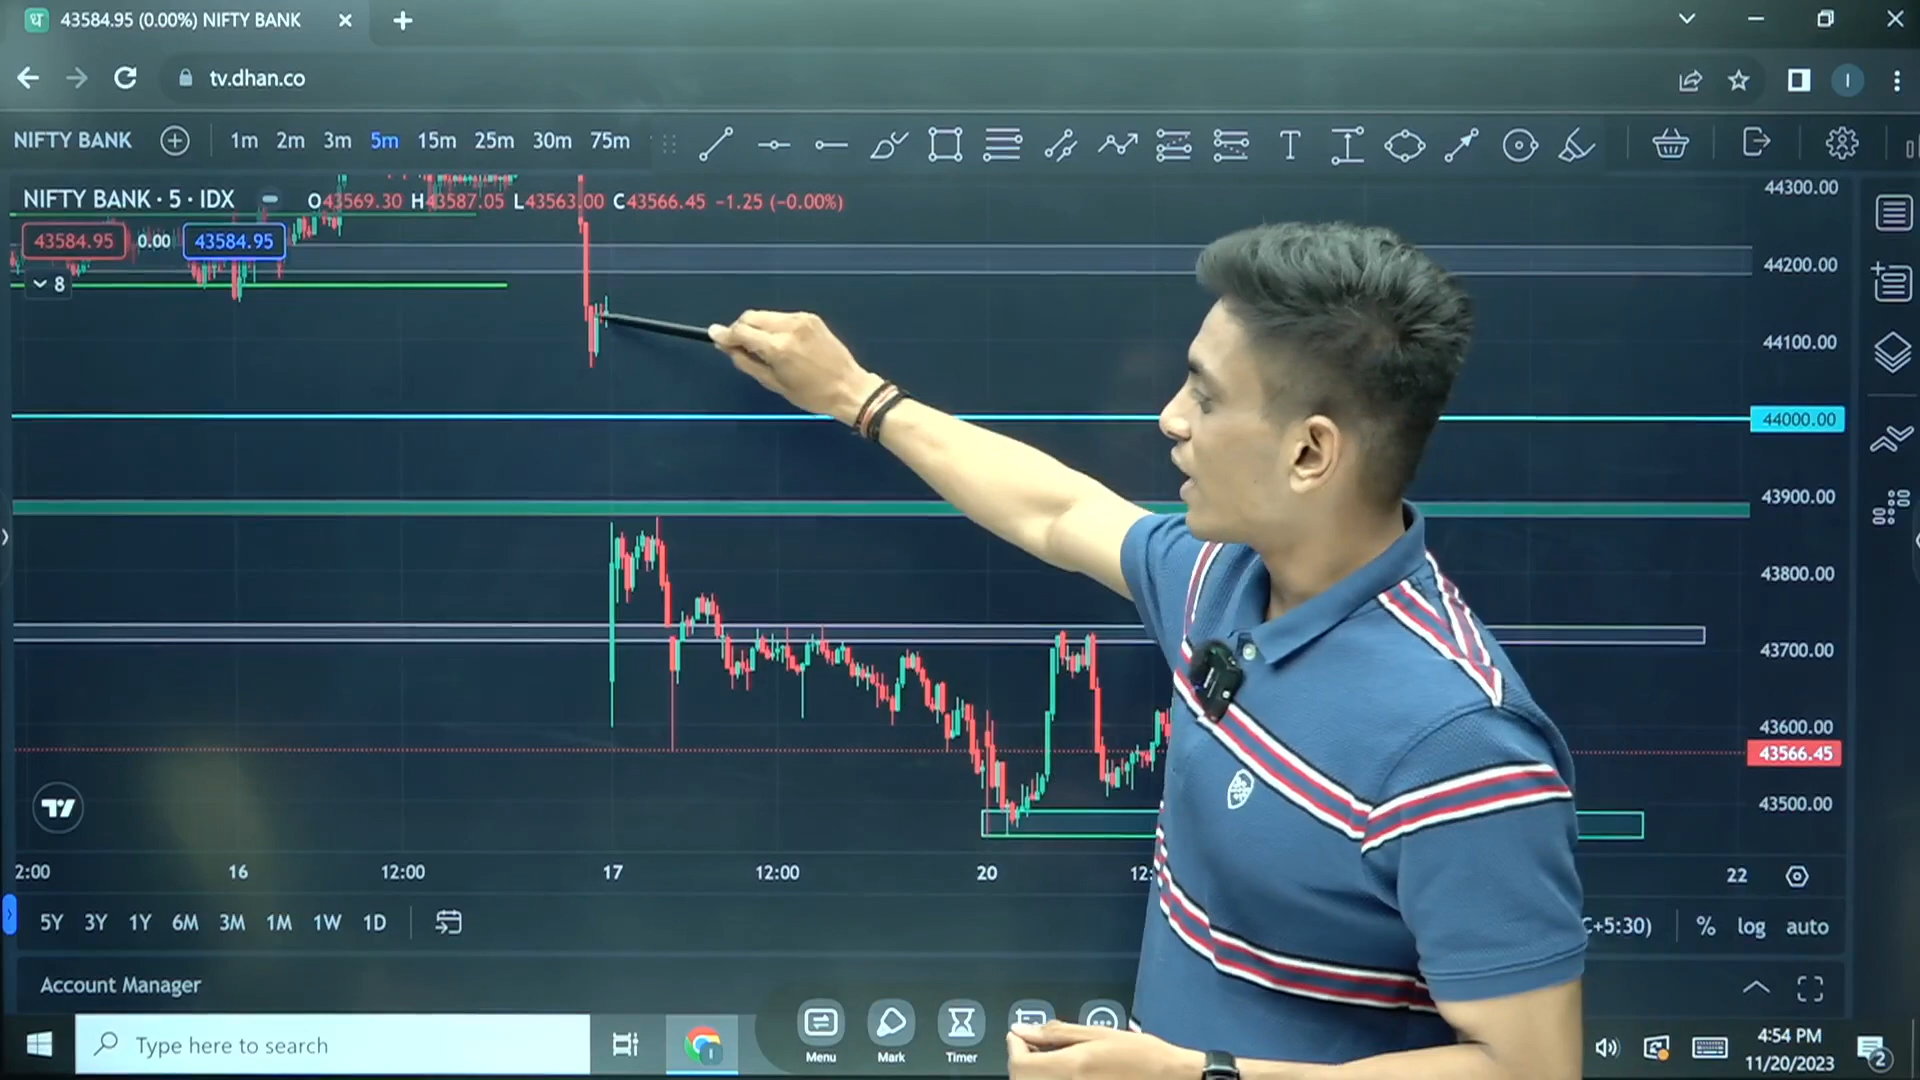 43584.95 (0.00%) NIFTY BANK
tv.dhan.co
NIFTY BANK 1m 2m 3m 5m 15m 25m 30m 75m
NIFTY BANK · 5 · IDX O43569.30 H43587.05 L43563.00 C43566.45 −1.25 (−0.00%)
43584.95 0.00 43584.95
8
44300.00
44200.00
44100.00
44000.00
43900.00
43800.00
43700.00
43600.00
43566.45
43500.00
2:00 16 12:00 17 12:00 20 12: 22
5Y 3Y 1Y 6M 3M 1M 1W 1D C+5:30) % log auto
Account Manager
Type here to search
Menu Mark Timer
4:54 PM
11/20/2023
2